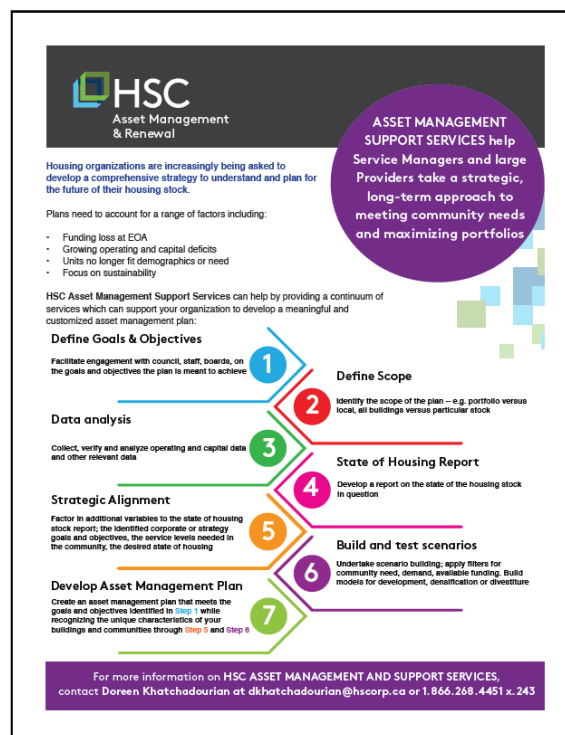 HSC
Asset Management
& Renewal
ASSET MANAGEMENT
SUPPORT SERVICES help
Service Managers and large
Providers take a strategic,
long-term approach to
meeting community needs
and maximizing portfolios
Housing organizations are increasingly being asked to
develop a comprehensive strategy to understand and plan for
the future of their housing stock.
Plans need to account for a range of factors including:
• Funding loss at EOA
• Growing operating and capital deficits
• Units no longer fit demographics or need
• Focus on sustainability
HSC Asset Management Support Services can help by providing a continuum of
services which can support your organization to develop a meaningful and
customized asset management plan:
Define Goals & Objectives
Facilitate engagement with council, staff, boards, on
the goals and objectives the plan is meant to achieve
1
Define Scope
2
Identify the scope of the plan -- e.g. portfolio versus
local, all buildings versus particular stock
Data analysis
Collect, verify and analyze operating and capital data
and other relevant data
3
State of Housing Report
4
Develop a report on the state of the housing stock
in question
Strategic Alignment
Factor in additional variables to the state of housing
stock report; the identified corporate or strategy
goals and objectives, the service levels needed in
the community, the desired state of housing
5
Build and test scenarios
6
Undertake scenario building; apply filters for
community need, demand, available funding. Build
models for development, densification or divestiture
Develop Asset Management Plan
Create an asset management plan that meets the
goals and objectives identified in Step 1 while
recognizing the unique characteristics of your
buildings and communities through Step 5 and Step 6
7
For more information on HSC ASSET MANAGEMENT AND SUPPORT SERVICES,
contact Doreen Khatchadourian at dkhatchadourian@hscorp.ca or 1.866.268.4451 x.243